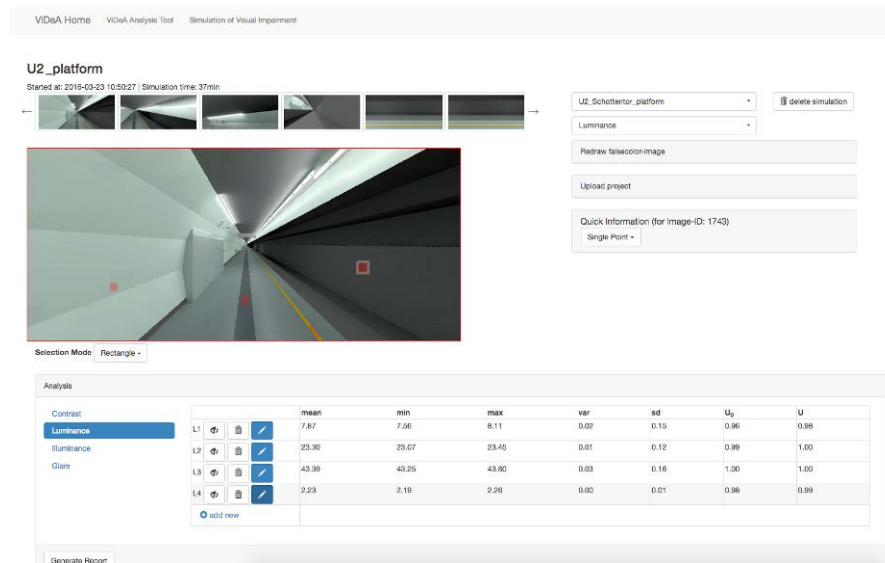 ViDeA Home ViDeA Analysis Tool Simulation of Visual Impairment
U2_platform
Started at: 2016-03-23 10:50:27 | Simulation time: 37min
← →
U2_Schottentor_platform delete simulation
Luminance
Redraw falsecolor-image
Upload project
Quick Information (for image-ID: 1743)
Single Point
Selection Mode Rectangle
Analysis
Contrast
Luminance
Illuminance
Glare
mean min max var sd U₀ U
L1 7.67 7.56 8.11 0.02 0.15 0.96 0.98
L2 23.30 23.07 23.45 0.01 0.12 0.99 1.00
L3 43.39 43.25 43.60 0.03 0.16 1.00 1.00
L4 2.23 2.19 2.26 0.00 0.01 0.98 0.99
add new
Generate Report